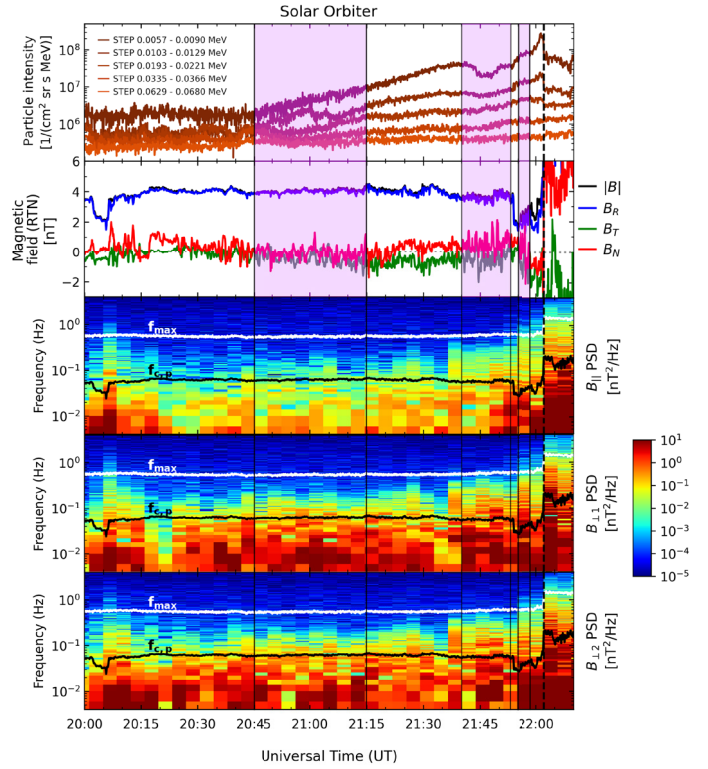 Solar Orbiter
Particle intensity
[1/(cm² sr s MeV)]
10⁸
10⁷
10⁶
6
STEP 0.0057 - 0.0090 MeV
STEP 0.0103 - 0.0129 MeV
STEP 0.0193 - 0.0221 MeV
STEP 0.0335 - 0.0366 MeV
STEP 0.0629 - 0.0680 MeV
Magnetic
field (RTN)
[nT]
4
2
0
−2
|B|
B_R
B_T
B_N
Frequency (Hz)
10⁰
10⁻¹
10⁻²
f_max
f_c,p
B_|| PSD
[nT²/Hz]
Frequency (Hz)
10⁰
10⁻¹
10⁻²
f_max
f_c,p
B_⊥1 PSD
[nT²/Hz]
10¹
10⁰
10⁻¹
10⁻²
10⁻³
10⁻⁴
10⁻⁵
Frequency (Hz)
10⁰
10⁻¹
10⁻²
f_max
f_c,p
B_⊥2 PSD
[nT²/Hz]
20:00 20:15 20:30 20:45 21:00 21:15 21:30 21:45 22:00
Universal Time (UT)